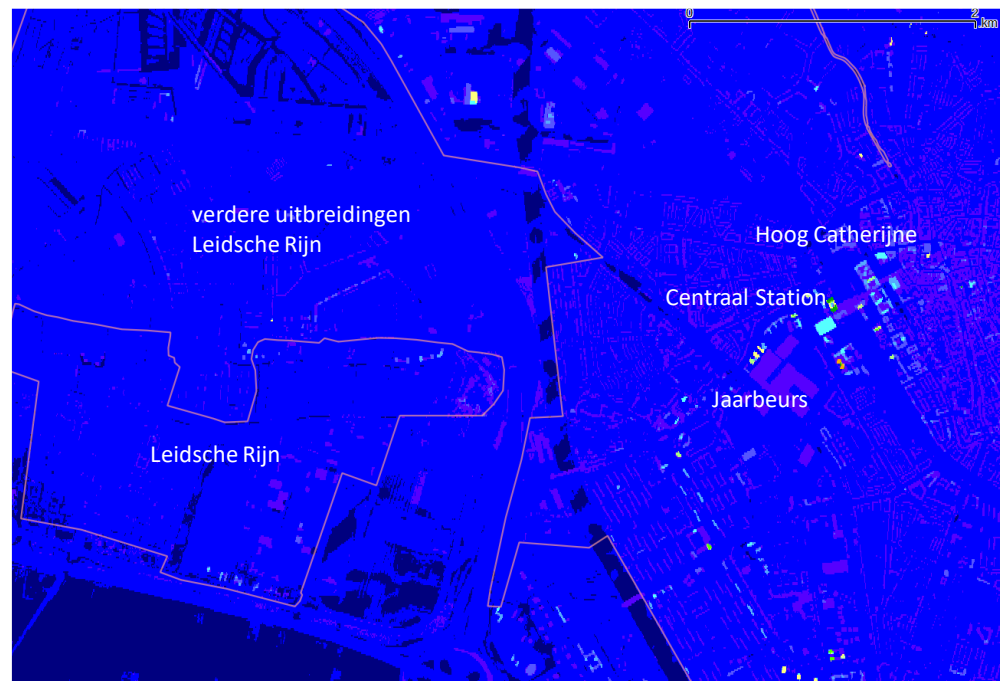 0 2
km
verdere uitbreidingen
Leidsche Rijn
Hoog Catherijne
Centraal Station
Jaarbeurs
Leidsche Rijn